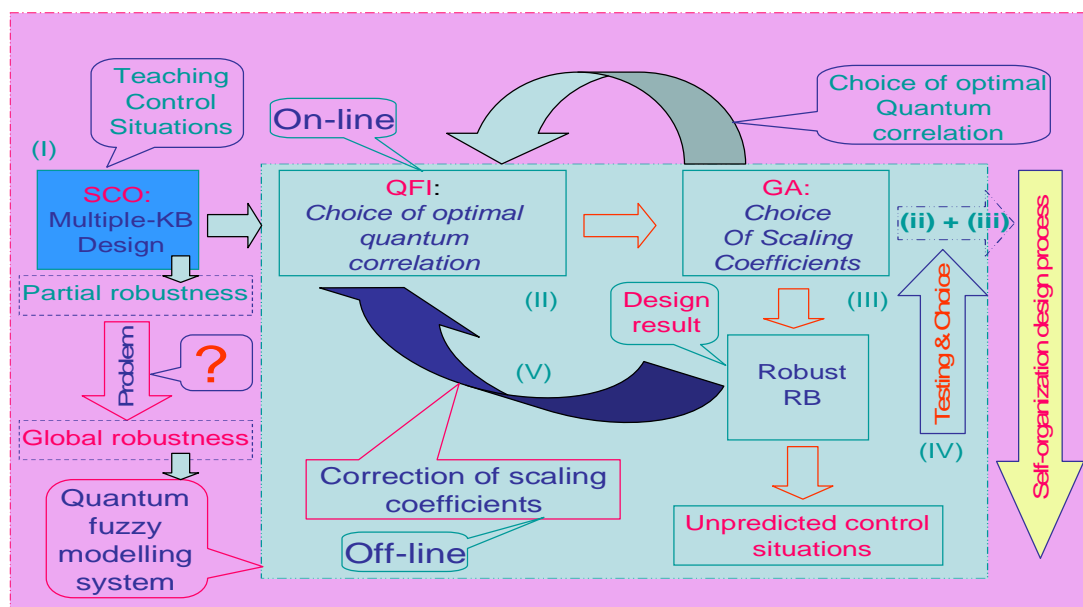 Teaching
Control
Situations
(I)
SCO:
Multiple-KB
Design
Partial robustness
Problem
?
Global robustness
Quantum
fuzzy
modelling
system
On-line
QFI:
Choice of optimal
quantum
correlation
(II)
GA:
Choice
Of Scaling
Coefficients
(III)
Choice of optimal
Quantum
correlation
(ii) + (iii)
Design
result
Robust
RB
(V)
Testing & Choice
(IV)
Correction of scaling
coefficients
Off-line
Unpredicted control
situations
Self-organization design process